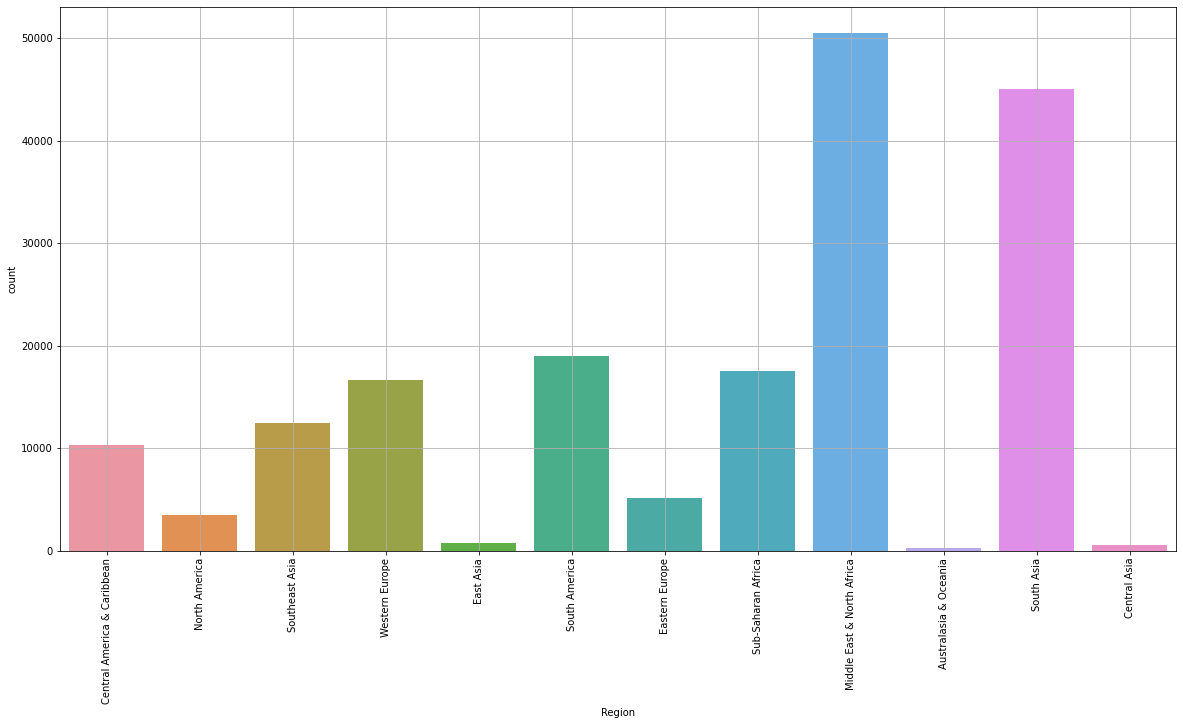 50000
40000
30000
20000
10000
0
count
Central America & Caribbean
North America
Southeast Asia
Western Europe
East Asia
South America
Eastern Europe
Sub-Saharan Africa
Middle East & North Africa
Australasia & Oceania
South Asia
Central Asia
Region